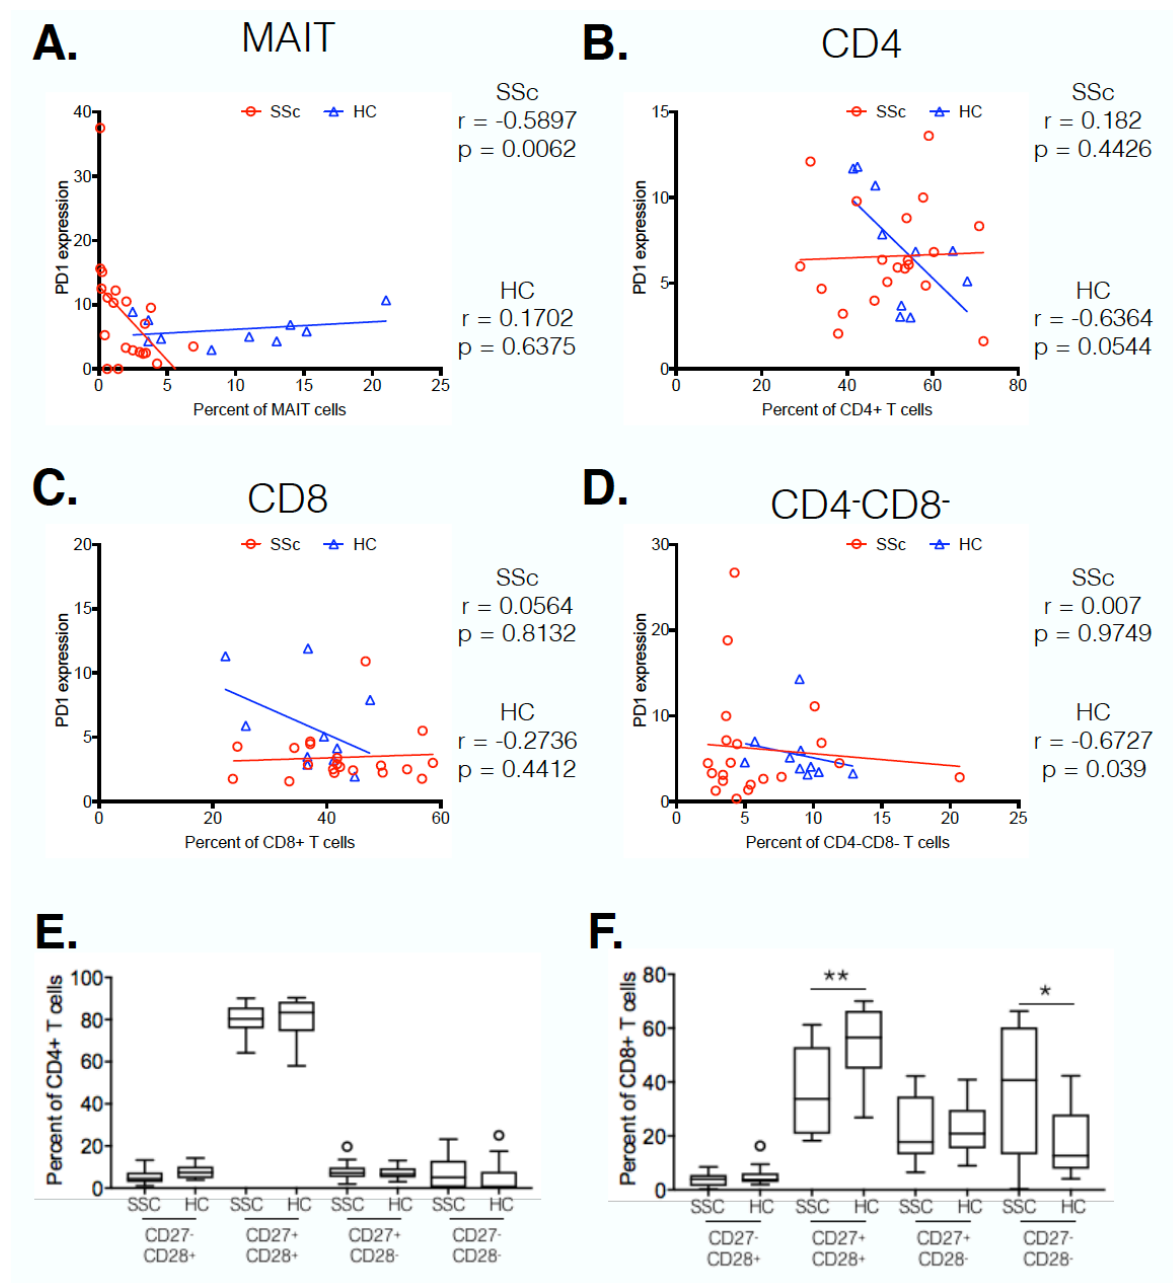 A. MAIT
SSc HC
40
30
20
10
0
0 5 10 15 20 25
PD1 expression
Percent of MAIT cells
SSc
r = -0.5897
p = 0.0062
HC
r = 0.1702
p = 0.6375
B. CD4
SSc HC
15
10
5
0
0 20 40 60 80
PD1 expression
Percent of CD4+ T cells
SSc
r = 0.182
p = 0.4426
HC
r = -0.6364
p = 0.0544
C. CD8
SSc HC
20
15
10
5
0
0 20 40 60
PD1 expression
Percent of CD8+ T cells
SSc
r = 0.0564
p = 0.8132
HC
r = -0.2736
p = 0.4412
D. CD4-CD8-
SSc HC
30
20
10
0
0 5 10 15 20 25
PD1 expression
Percent of CD4-CD8- T cells
SSc
r = 0.007
p = 0.9749
HC
r = -0.6727
p = 0.039
E.
100
80
60
40
20
0
Percent of CD4+ T cells
SSC HC SSC HC SSC HC SSC HC
CD27- CD27+ CD27+ CD27-
CD28+ CD28+ CD28- CD28-
F.
80
60
40
20
0
Percent of CD8+ T cells
** *
SSC HC SSC HC SSC HC SSC HC
CD27- CD27+ CD27+ CD27-
CD28+ CD28+ CD28- CD28-